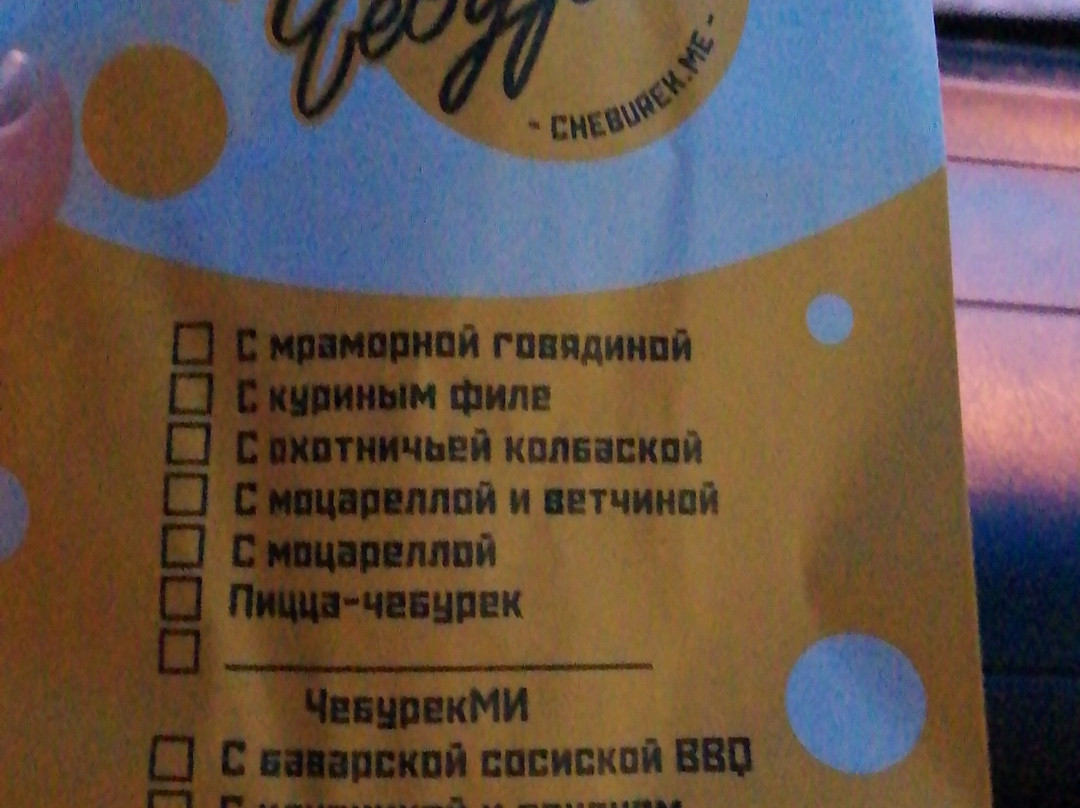 - CHEBUREK.ME -
С мраморной говядиной
С куриным филе
С охотничьей колбаской
С моцареллой и ветчиной
С моцареллой
Пицца-чебурек
ЧебурекМИ
С баварской сосиской BBQ